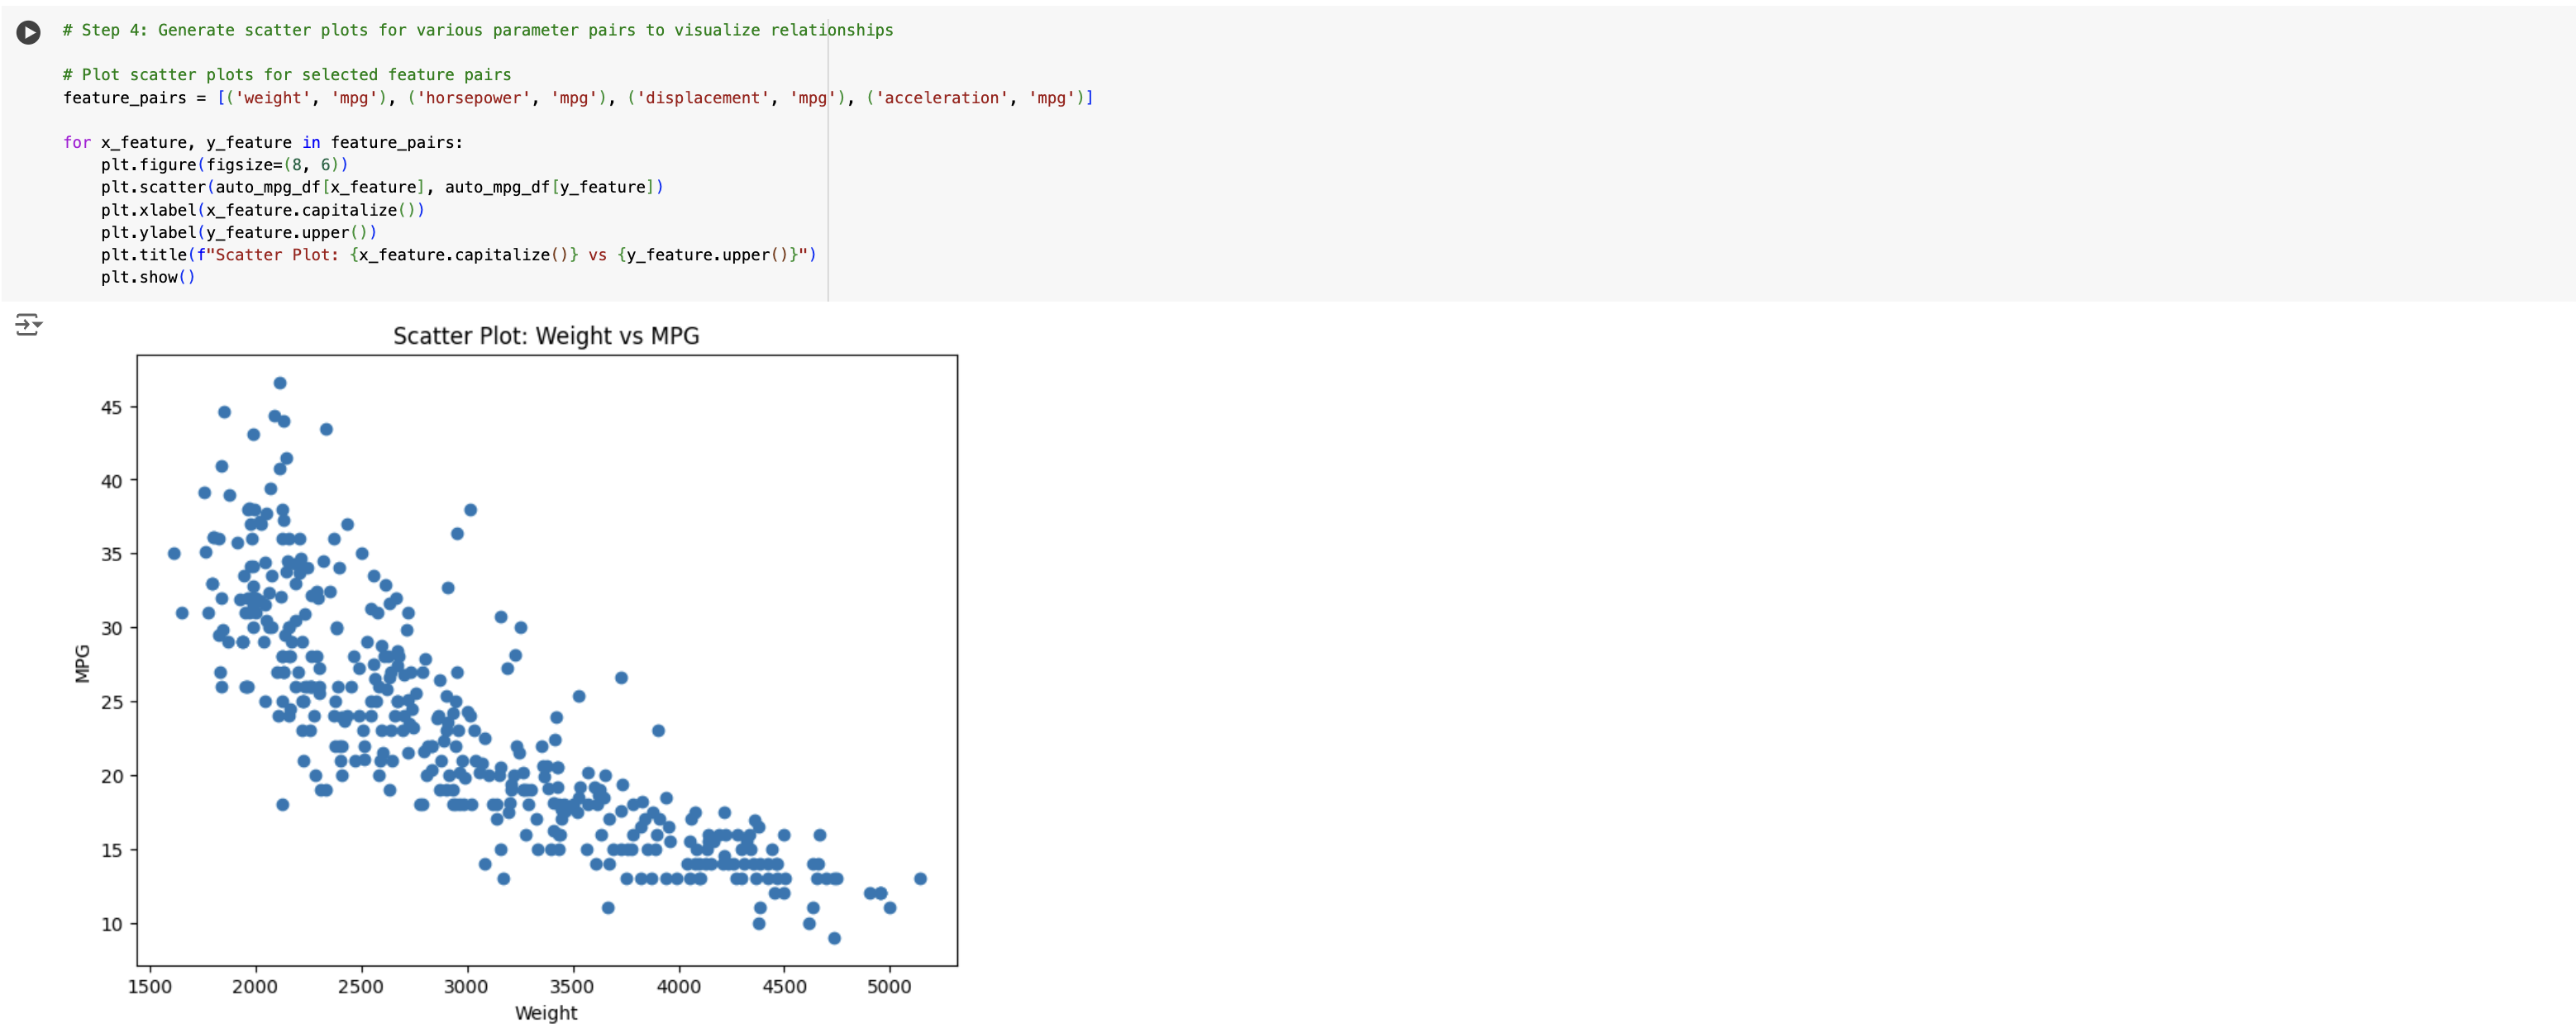 # Step 4: Generate scatter plots for various parameter pairs to visualize relationships
# Plot scatter plots for selected feature pairs
feature_pairs = [('weight', 'mpg'), ('horsepower', 'mpg'), ('displacement', 'mpg'), ('acceleration', 'mpg')]
for x_feature, y_feature in feature_pairs:
    plt.figure(figsize=(8, 6))
    plt.scatter(auto_mpg_df[x_feature], auto_mpg_df[y_feature])
    plt.xlabel(x_feature.capitalize())
    plt.ylabel(y_feature.upper())
    plt.title(f"Scatter Plot: {x_feature.capitalize()} vs {y_feature.upper()}")
    plt.show()
Scatter Plot: Weight vs MPG
45
40
35
30
25
20
15
10
MPG
1500 2000 2500 3000 3500 4000 4500 5000
Weight